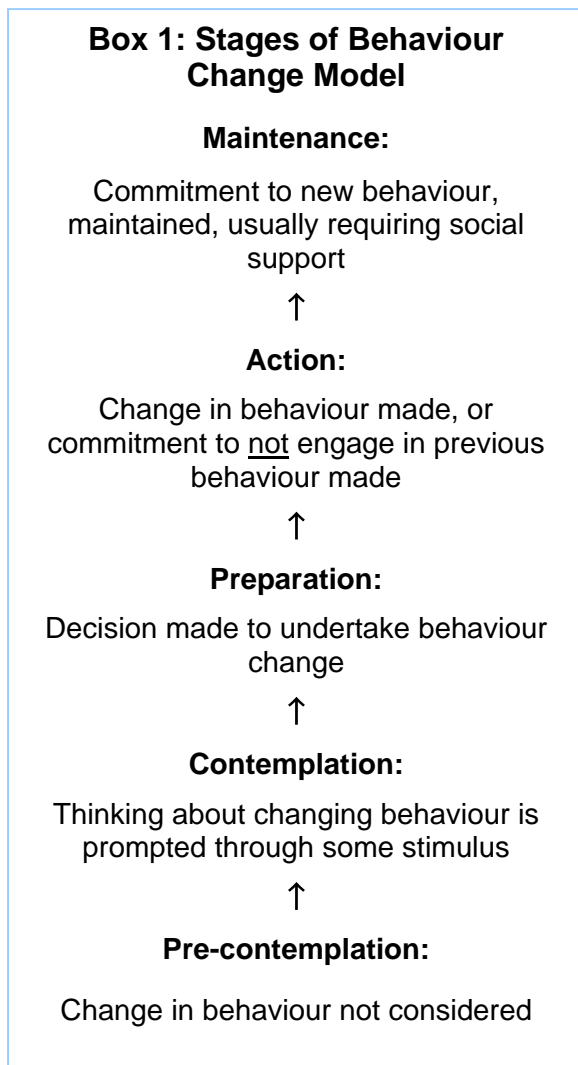 Box 1: Stages of Behaviour
Change Model
Maintenance:
Commitment to new behaviour,
maintained, usually requiring social
support
↑
Action:
Change in behaviour made, or
commitment to not engage in previous
behaviour made
↑
Preparation:
Decision made to undertake behaviour
change
↑
Contemplation:
Thinking about changing behaviour is
prompted through some stimulus
↑
Pre-contemplation:
Change in behaviour not considered